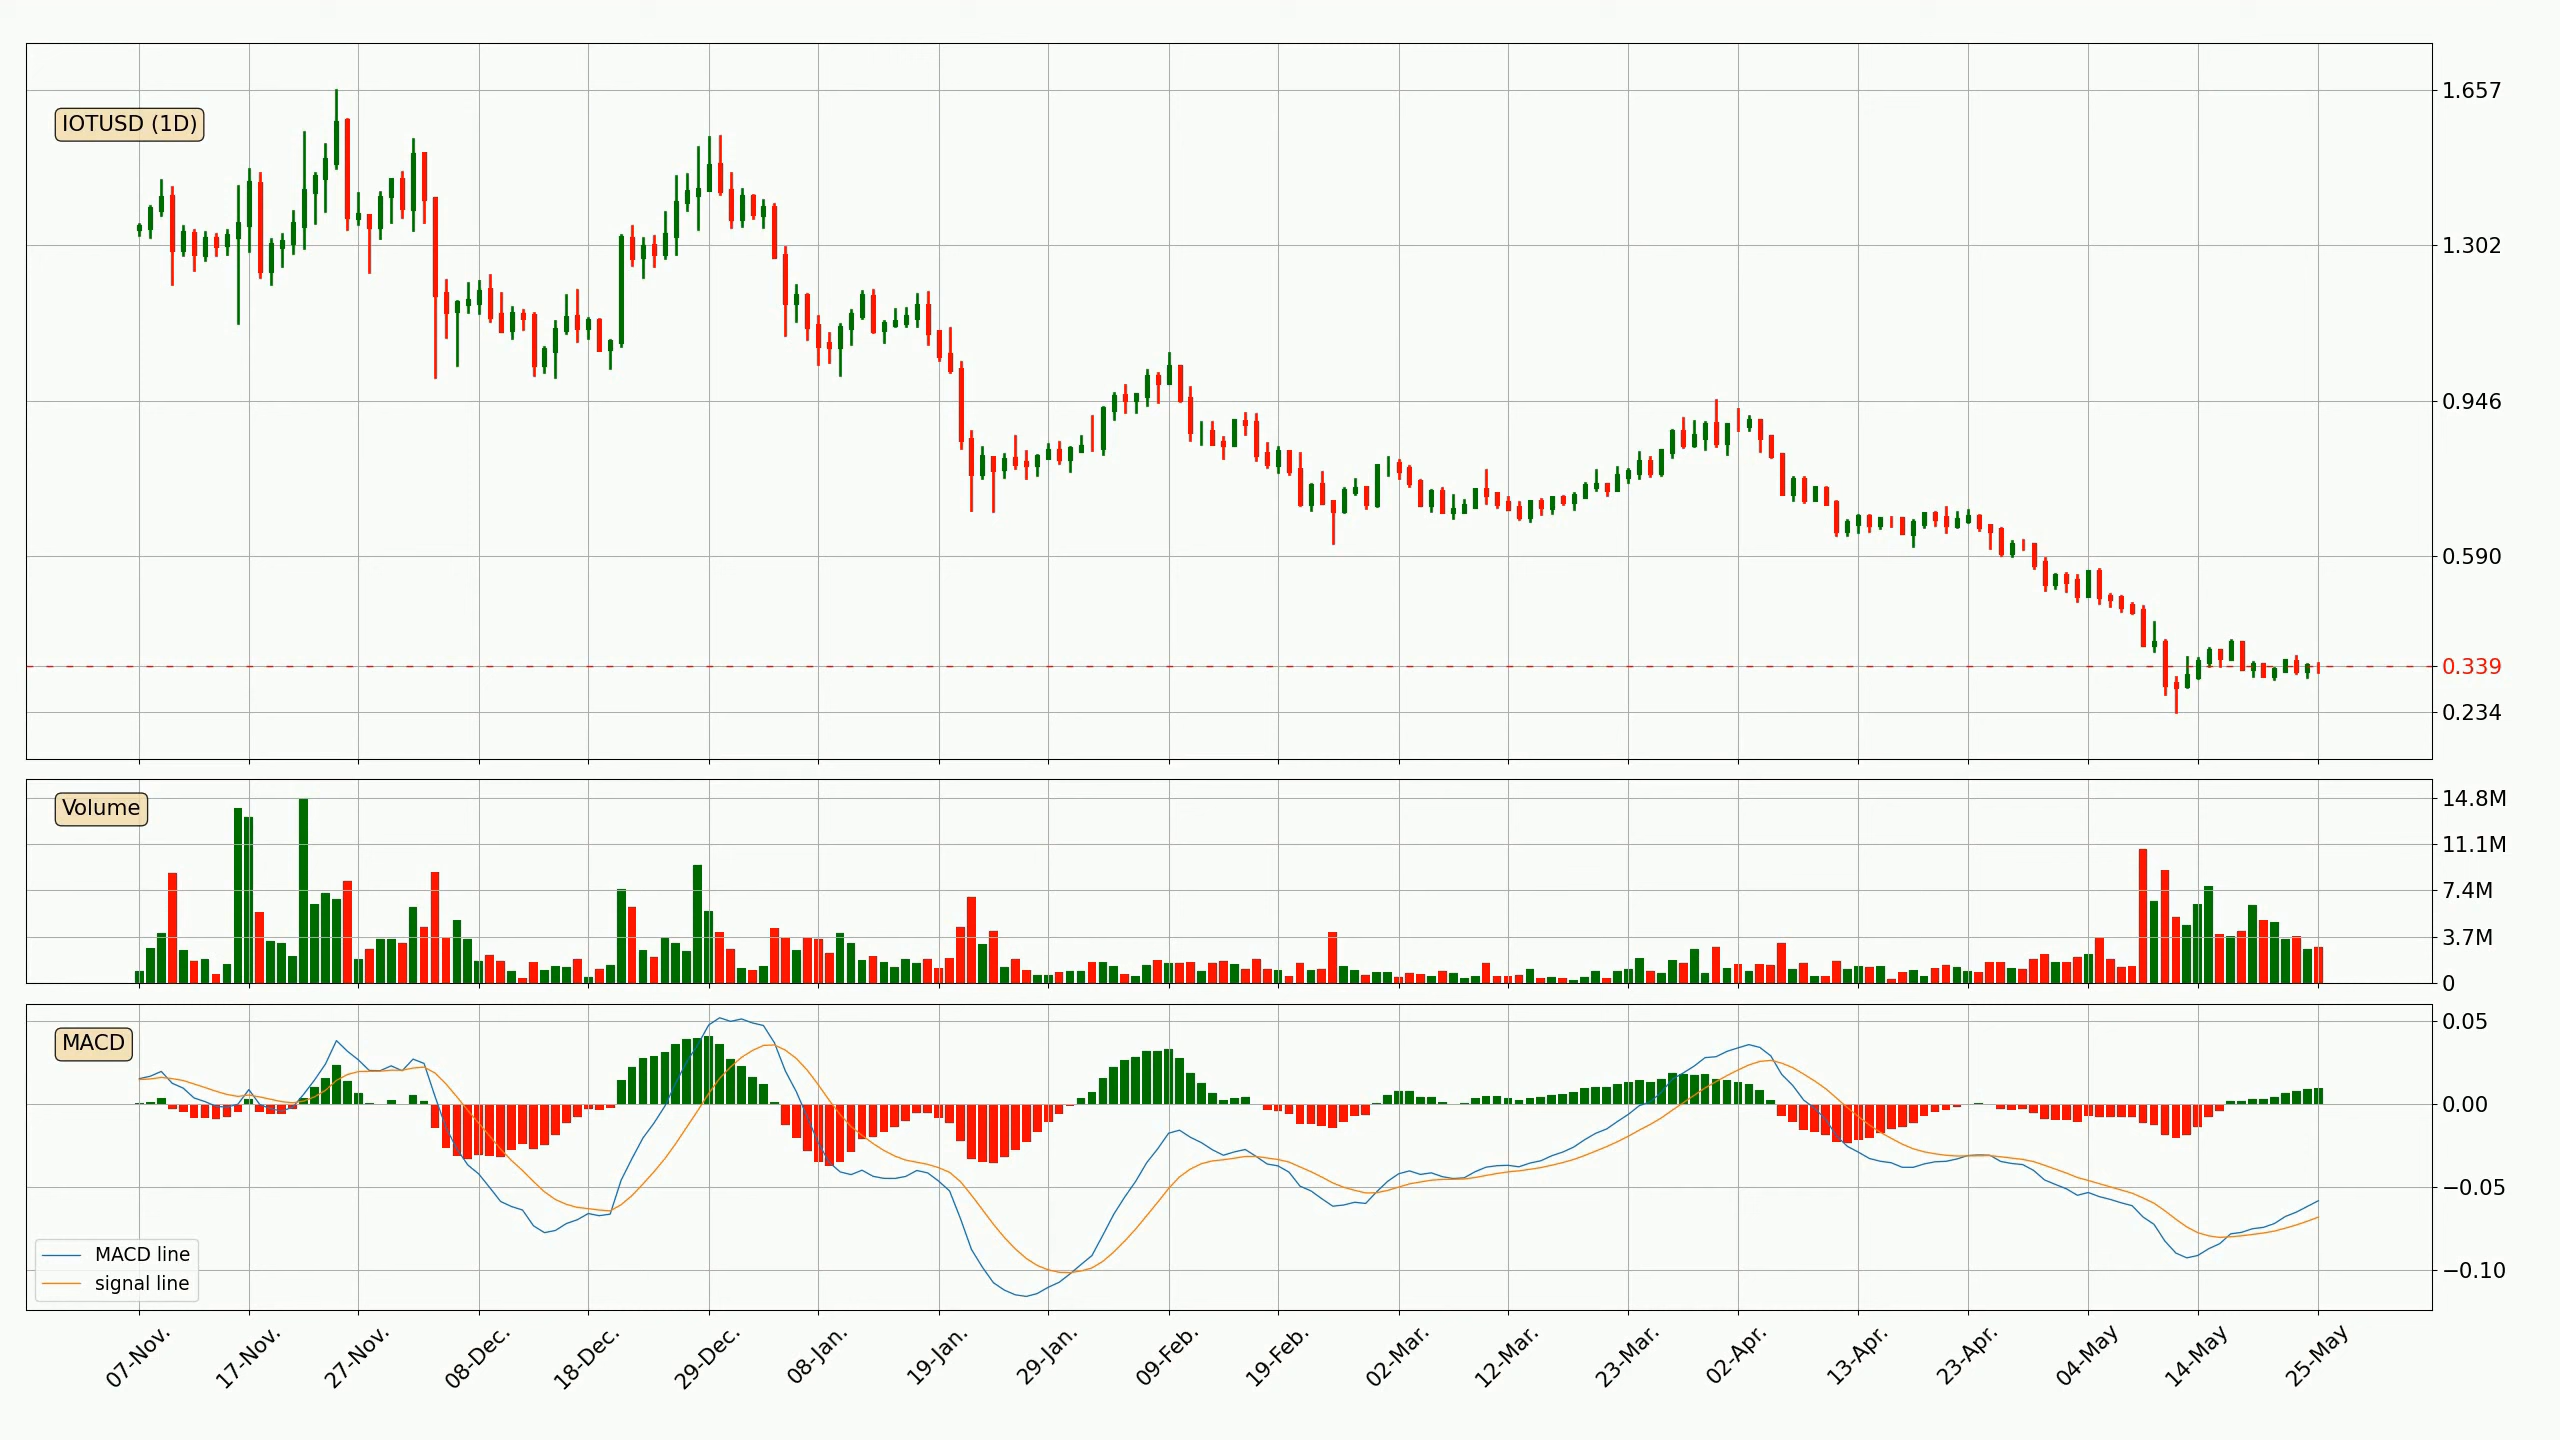 IOTUSD (1D)
1.657
1.302
0.946
0.590
0.339
0.234
Volume
14.8M
11.1M
7.4M
3.7M
0
MACD
0.05
0.00
−0.05
−0.10
MACD line
signal line
07-Nov.
17-Nov.
27-Nov.
08-Dec.
18-Dec.
29-Dec.
08-Jan.
19-Jan.
29-Jan.
09-Feb.
19-Feb.
02-Mar.
12-Mar.
23-Mar.
02-Apr.
13-Apr.
23-Apr.
04-May
14-May
25-May